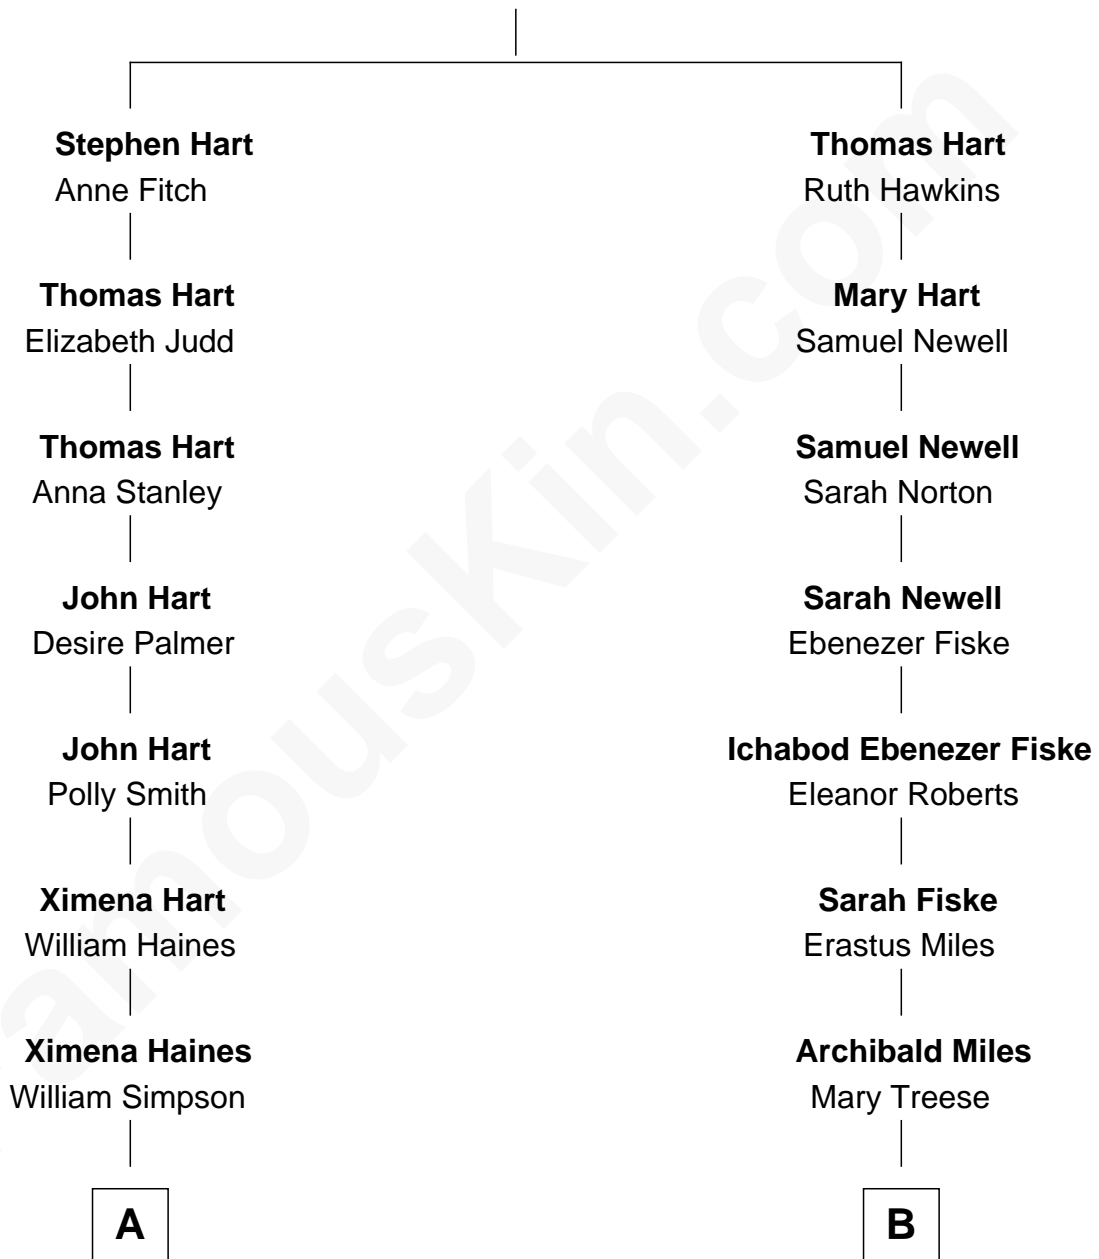 Stephen Hart
Anne Fitch
Thomas Hart
Elizabeth Judd
Thomas Hart
Anna Stanley
John Hart
Desire Palmer
John Hart
Polly Smith
Ximena Hart
William Haines
Ximena Haines
William Simpson
A
Thomas Hart
Ruth Hawkins
Mary Hart
Samuel Newell
Samuel Newell
Sarah Norton
Sarah Newell
Ebenezer Fiske
Ichabod Ebenezer Fiske
Eleanor Roberts
Sarah Fiske
Erastus Miles
Archibald Miles
Mary Treese
B
amouskin.com